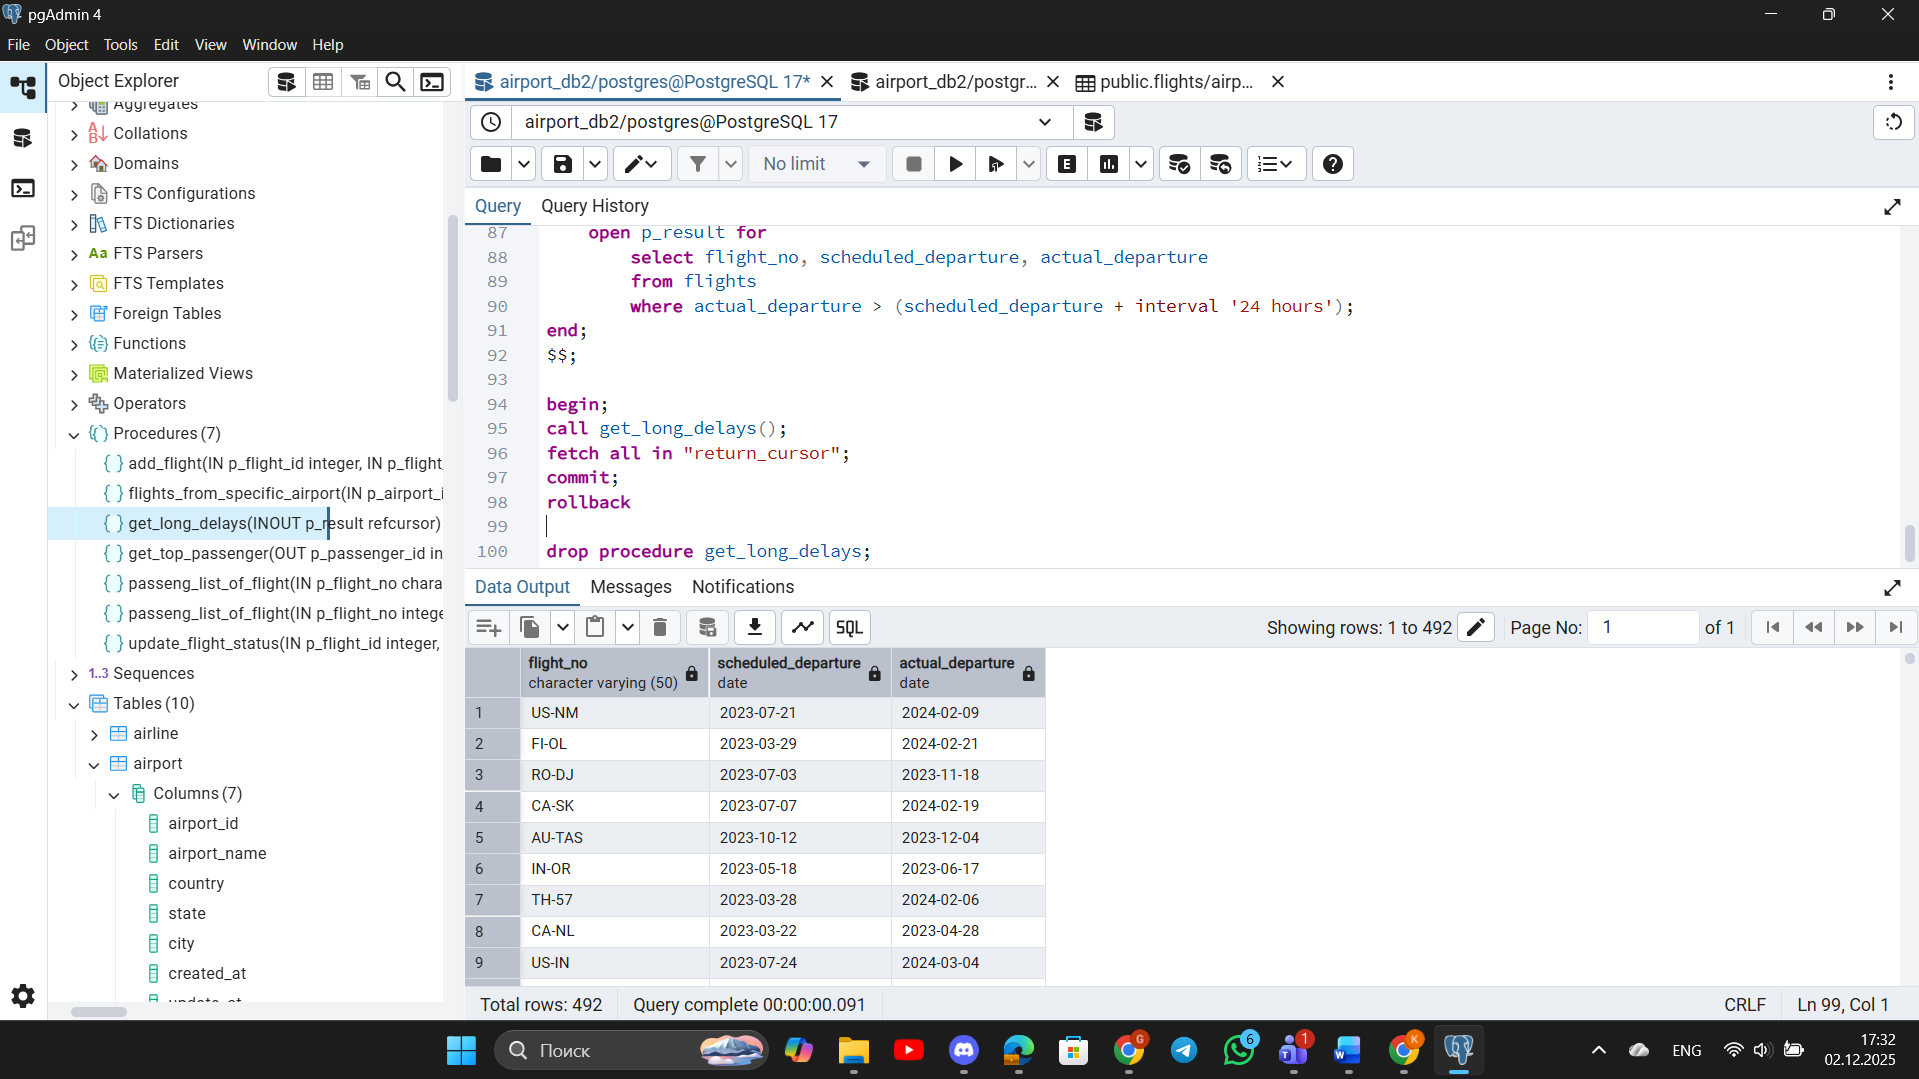 pgAdmin 4
File Object Tools Edit View Window Help
Object Explorer
Aggregates
Collations
Domains
FTS Configurations
FTS Dictionaries
Aa FTS Parsers
FTS Templates
Foreign Tables
Functions
Materialized Views
Operators
Procedures (7)
add_flight(IN p_flight_id integer, IN p_flight_
flights_from_specific_airport(IN p_airport_i
get_long_delays(INOUT p_result refcursor)
get_top_passenger(OUT p_passenger_id in
passeng_list_of_flight(IN p_flight_no chara
passeng_list_of_flight(IN p_flight_no intege
update_flight_status(IN p_flight_id integer,
1..3 Sequences
Tables (10)
airline
airport
Columns (7)
airport_id
airport_name
country
state
city
created_at
airport_db2/postgres@PostgreSQL 17* airport_db2/postgr... public.flights/airp...
airport_db2/postgres@PostgreSQL 17
No limit
E
Query Query History
87 open p_result for
88 select flight_no, scheduled_departure, actual_departure
89 from flights
90 where actual_departure > (scheduled_departure + interval '24 hours');
91 end;
92 $$;
93
94 begin;
95 call get_long_delays();
96 fetch all in "return_cursor";
97 commit;
98 rollback
99
100 drop procedure get_long_delays;
Data Output Messages Notifications
SQL Showing rows: 1 to 492 Page No: 1 of 1
flight_no scheduled_departure actual_departure
character varying (50) date date
1 US-NM 2023-07-21 2024-02-09
2 FI-OL 2023-03-29 2024-02-21
3 RO-DJ 2023-07-03 2023-11-18
4 CA-SK 2023-07-07 2024-02-19
5 AU-TAS 2023-10-12 2023-12-04
6 IN-OR 2023-05-18 2023-06-17
7 TH-57 2023-03-28 2024-02-06
8 CA-NL 2023-03-22 2023-04-28
9 US-IN 2023-07-24 2024-03-04
Total rows: 492 Query complete 00:00:00.091 CRLF Ln 99, Col 1
Поиск G 6 1 K ENG 17:32
02.12.2025